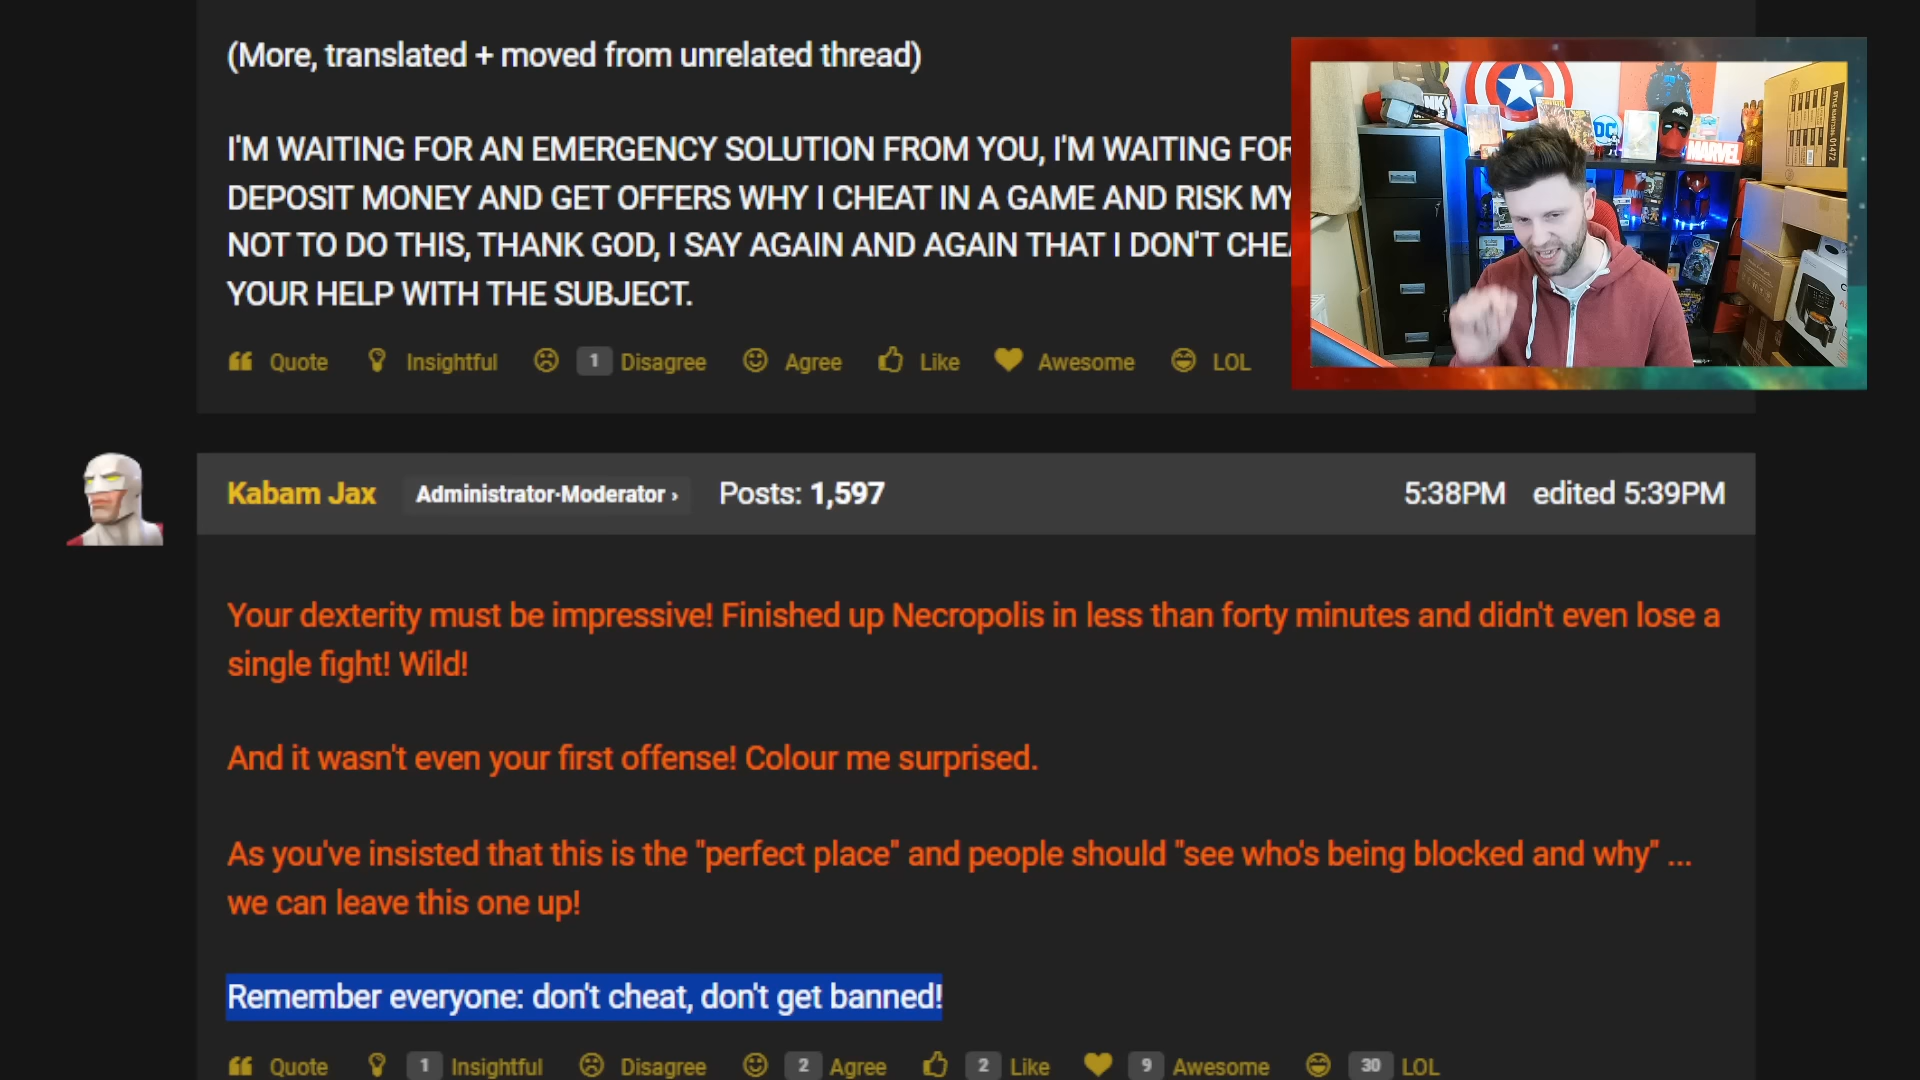 (More, translated + moved from unrelated thread)
I'M WAITING FOR AN EMERGENCY SOLUTION FROM YOU, I'M WAITING FOR
DEPOSIT MONEY AND GET OFFERS WHY I CHEAT IN A GAME AND RISK MY
NOT TO DO THIS, THANK GOD, I SAY AGAIN AND AGAIN THAT I DON'T
YOUR HELP WITH THE SUBJECT.
Quote Insightful 1 Disagree Agree Like Awesome LOL
DC
MARVEL
Kabam Jax Administrator·Moderator › Posts: 1,597 5:38PM edited 5:39PM
Your dexterity must be impressive! Finished up Necropolis in less than forty minutes and didn't even lose a
single fight! Wild!
And it wasn't even your first offense! Colour me surprised.
As you've insisted that this is the "perfect place" and people should "see who's being blocked and why" ...
we can leave this one up!
Remember everyone: don't cheat, don't get banned!
Quote 1 Insightful Disagree 2 Agree 2 Like 9 Awesome 30 LOL